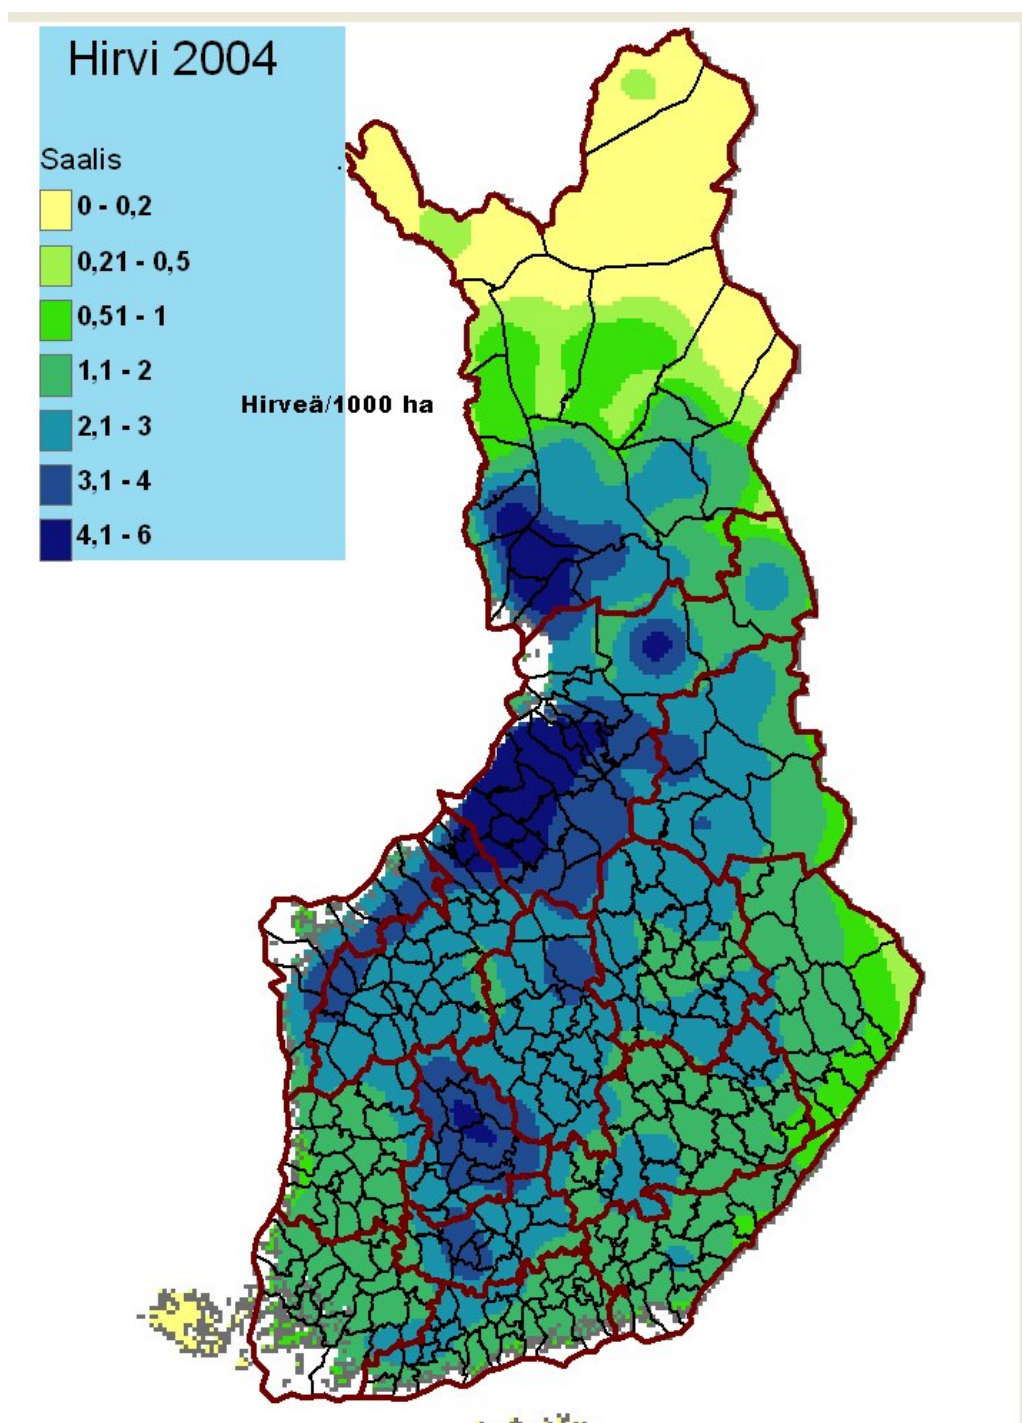 Hirvi 2004
Saalis
0 - 0,2
0,21 - 0,5
0,51 - 1
1,1 - 2
Hirveä/1000 ha
2,1 - 3
3,1 - 4
4,1 - 6